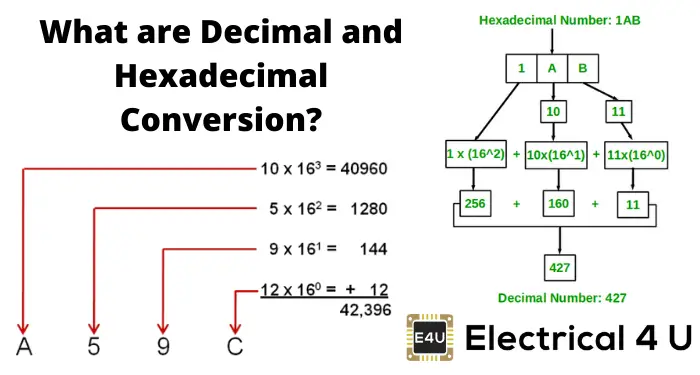 What are Decimal and
Hexadecimal
Conversion?
10 x 16³ = 40960
5 x 16² = 1280
9 x 16¹ = 144
12 x 16⁰ = + 12
42,396
A 5 9 C
Hexadecimal Number: 1AB
1 A B
10 11
1 x (16^2) + 10x(16^1) + 11x(16^0)
256 + 160 + 11
427
Decimal Number: 427
E4U Electrical 4 U